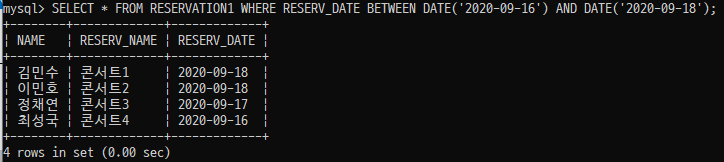 mysql> SELECT * FROM RESERVATION1 WHERE RESERV_DATE BETWEEN DATE('2020-09-16') AND DATE('2020-09-18');
+--------+-------------+-------------+
| NAME | RESERV_NAME | RESERV_DATE |
+--------+-------------+-------------+
| 김민수 | 콘서트1 | 2020-09-18 |
| 이민호 | 콘서트2 | 2020-09-18 |
| 정채연 | 콘서트3 | 2020-09-17 |
| 최성국 | 콘서트4 | 2020-09-16 |
+--------+-------------+-------------+
4 rows in set (0.00 sec)